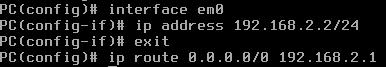 PC(config)# interface em0
PC(config-if)# ip address 192.168.2.2/24
PC(config-if)# exit
PC(config)# ip route 0.0.0.0/0 192.168.2.1